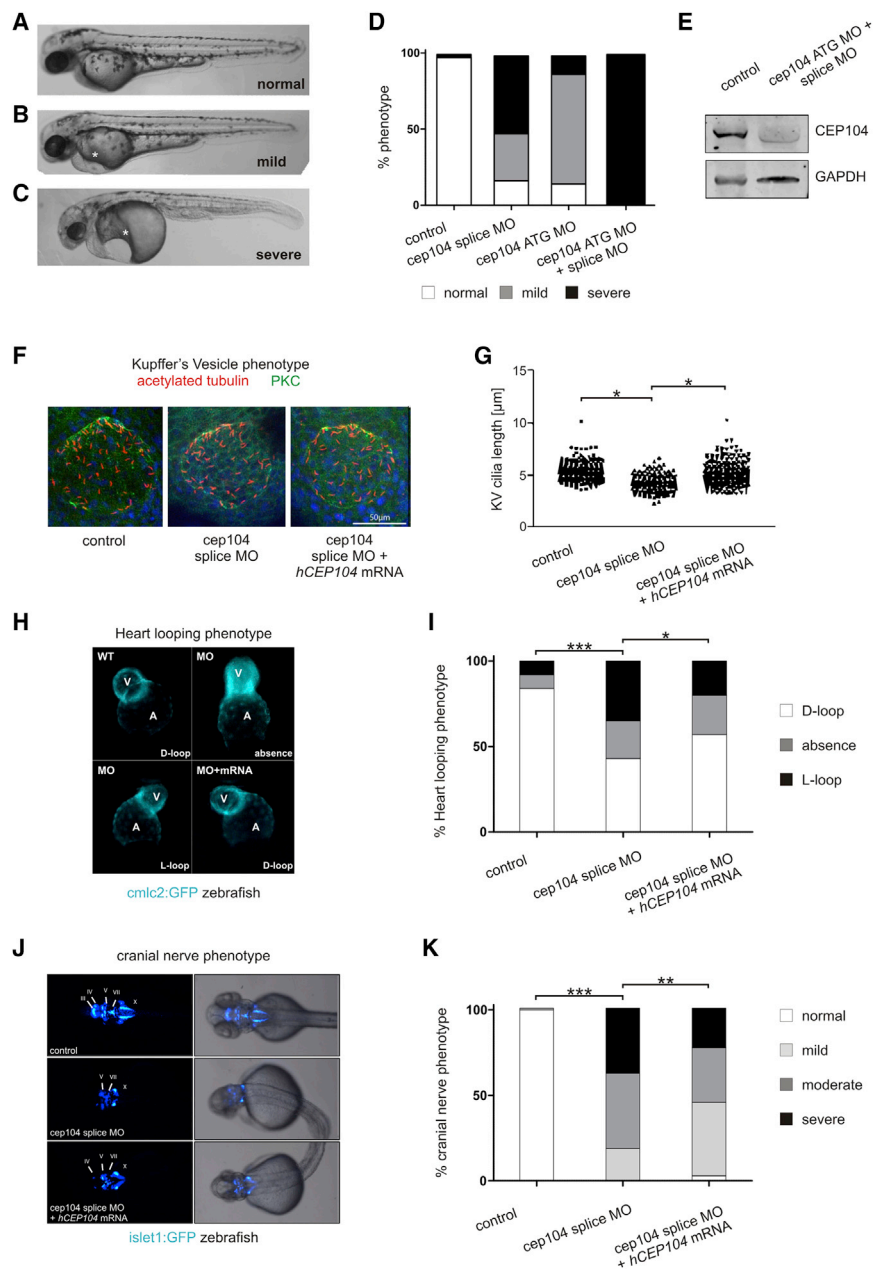 A
normal
B
*
mild
C
*
severe
D
% phenotype
100
50
0
control
cep104 splice MO
cep104 ATG MO
cep104 ATG MO
+ splice MO
normal
mild
severe
E
control
cep104 ATG MO +
splice MO
CEP104
GAPDH
F
Kupffer's Vesicle phenotype
acetylated tubulin PKC
50µm
control
cep104
splice MO
cep104
splice MO +
hCEP104 mRNA
G
KV cilia length [µm]
15
10
5
0
*
*
control
cep104 splice MO
cep104 splice MO
+ hCEP104 mRNA
H
Heart looping phenotype
WT
V
A
D-loop
MO
V
A
absence
MO
V
A
L-loop
MO+mRNA
V
A
D-loop
cmlc2:GFP zebrafish
I
% Heart looping phenotype
100
50
0
***
*
control
cep104 splice MO
cep104 splice MO
+ hCEP104 mRNA
D-loop
absence
L-loop
J
cranial nerve phenotype
III IV V VII X
control
V VII X
cep104 splice MO
IV V VII X
cep104 splice MO
+ hCEP104 mRNA
islet1:GFP zebrafish
K
% cranial nerve phenotype
100
50
0
***
**
control
cep104 splice MO
cep104 splice MO
+ hCEP104 mRNA
normal
mild
moderate
severe